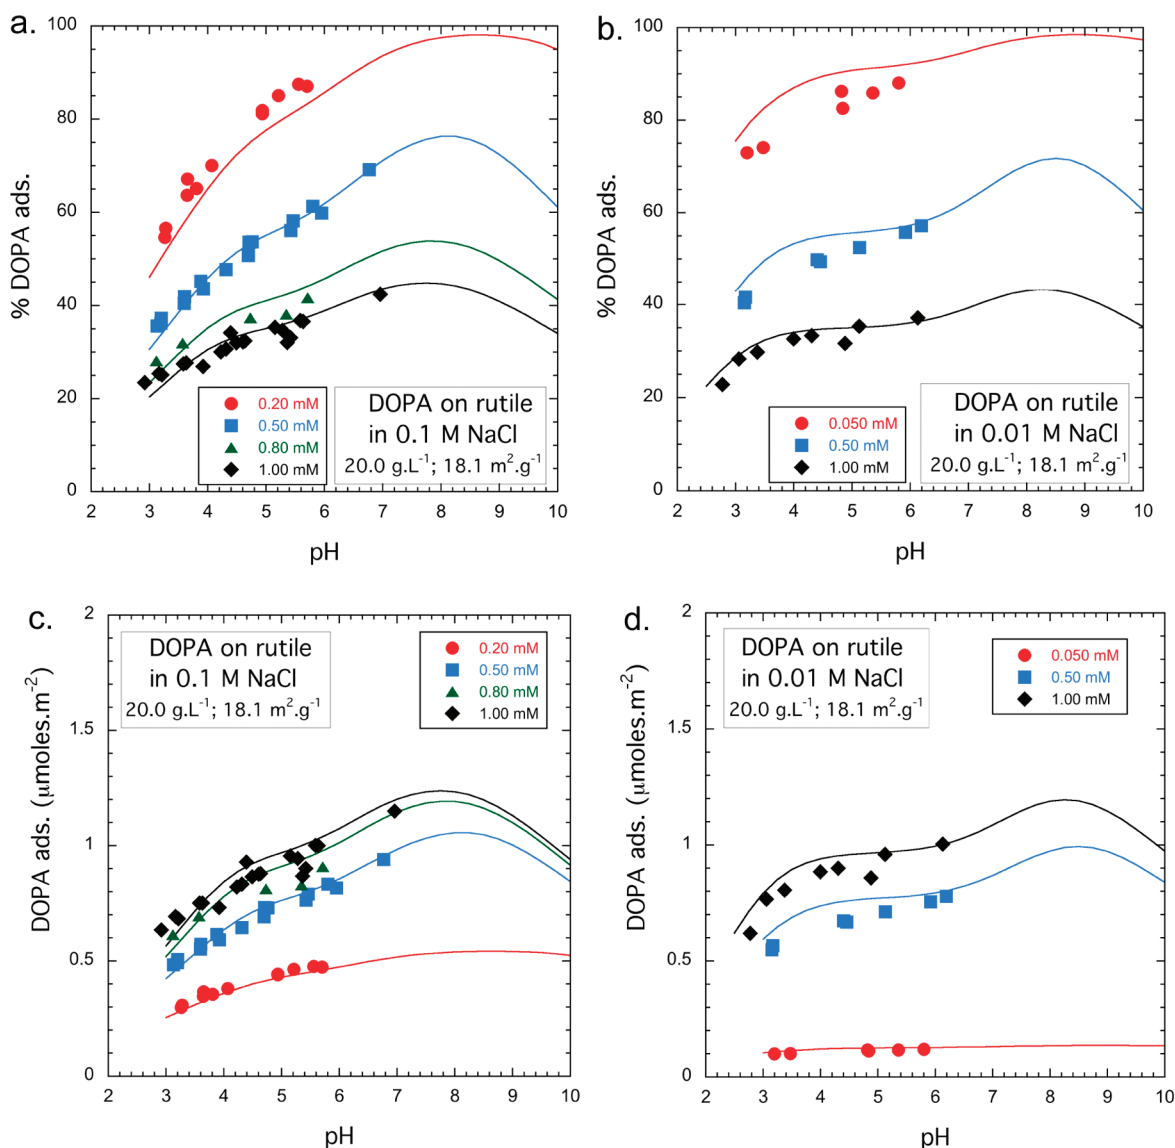 a.
% DOPA ads.
100
80
60
40
20
0
0.20 mM
0.50 mM
0.80 mM
1.00 mM
DOPA on rutile
in 0.1 M NaCl
20.0 g.L⁻¹; 18.1 m².g⁻¹
2 3 4 5 6 7 8 9 10
pH
b.
% DOPA ads.
100
80
60
40
20
0
0.050 mM
0.50 mM
1.00 mM
DOPA on rutile
in 0.01 M NaCl
20.0 g.L⁻¹; 18.1 m².g⁻¹
2 3 4 5 6 7 8 9 10
pH
c.
DOPA ads. (μmoles.m⁻²)
2
1.5
1
0.5
0
DOPA on rutile
in 0.1 M NaCl
20.0 g.L⁻¹; 18.1 m².g⁻¹
0.20 mM
0.50 mM
0.80 mM
1.00 mM
2 3 4 5 6 7 8 9 10
pH
d.
DOPA ads. (μmoles.m⁻²)
2
1.5
1
0.5
0
DOPA on rutile
in 0.01 M NaCl
20.0 g.L⁻¹; 18.1 m².g⁻¹
0.050 mM
0.50 mM
1.00 mM
2 3 4 5 6 7 8 9 10
pH